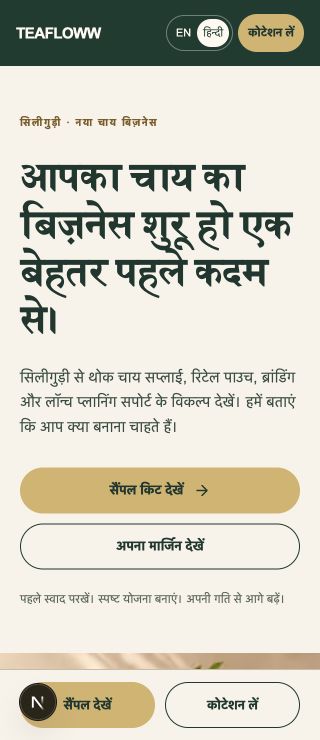 TEAFLOWW
EN हिन्दी कोटेशन लें
सिलीगुड़ी · नया चाय बिज़नेस
आपका चाय का
बिज़नेस शुरू हो एक
बेहतर पहले कदम
से।
सिलीगुड़ी से थोक चाय सप्लाई, रिटेल पाउच, ब्रांडिंग
और लॉन्च प्लानिंग सपोर्ट के विकल्प देखें। हमें बताएं
कि आप क्या बनाना चाहते हैं।
सैंपल किट देखें →
अपना मार्जिन देखें
पहले स्वाद परखें। स्पष्ट योजना बनाएं। अपनी गति से आगे बढ़ें।
N सैंपल देखें कोटेशन लें